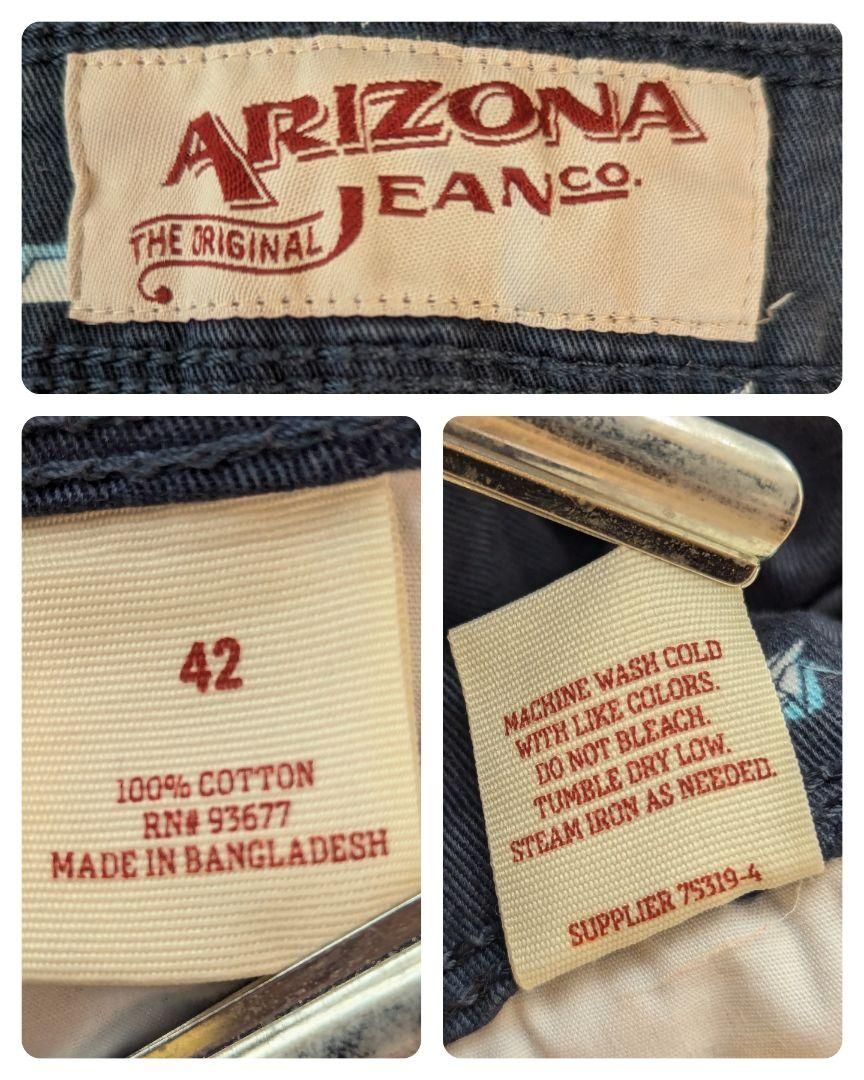 ARIZONA
JEAN CO.
THE ORIGINAL
42
100% COTTON
RN# 93677
MADE IN BANGLADESH
MACHINE WASH COLD
WITH LIKE COLORS.
DO NOT BLEACH.
TUMBLE DRY LOW.
STEAM IRON AS NEEDED.
SUPPLIER 75319-4